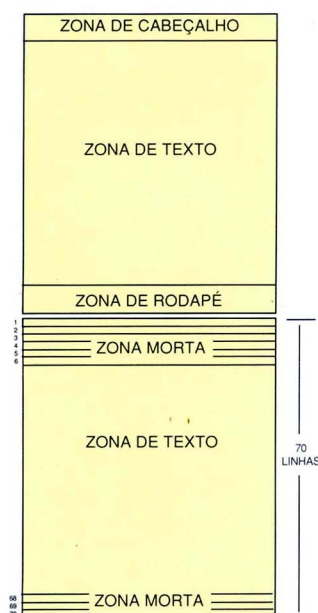 ZONA DE CABEÇALHO
ZONA DE TEXTO
ZONA DE RODAPÉ
1
2
3
4
5
6
ZONA MORTA
ZONA DE TEXTO
70
LINHAS
68
69
ZONA MORTA